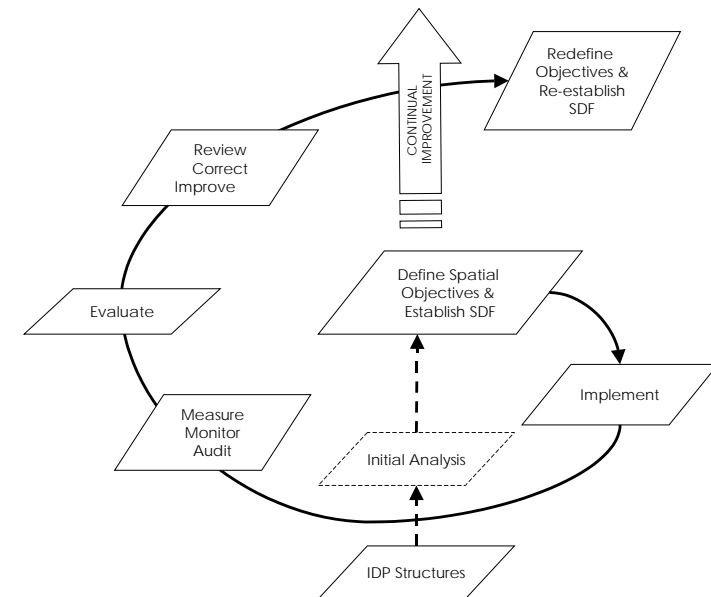 Redefine
Objectives &
Re-establish
SDF
CONTINUAL
IMPROVEMENT
Review
Correct
Improve
Define Spatial
Objectives &
Establish SDF
Evaluate
Implement
Measure
Monitor
Audit
Initial Analysis
IDP Structures